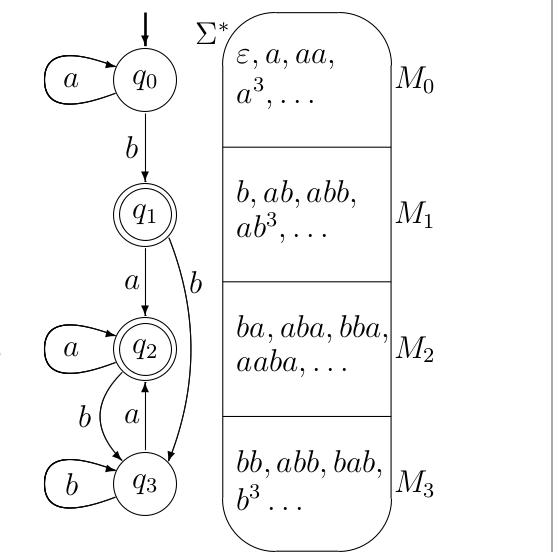 Σ*
a
q₀
ε, a, aa,
a³, . . .
M₀
b
q₁
b, ab, abb,
ab³, . . .
M₁
a
b
a
q₂
ba, aba, bba,
aaba, . . .
M₂
b
a
b
q₃
bb, abb, bab,
b³ . . .
M₃